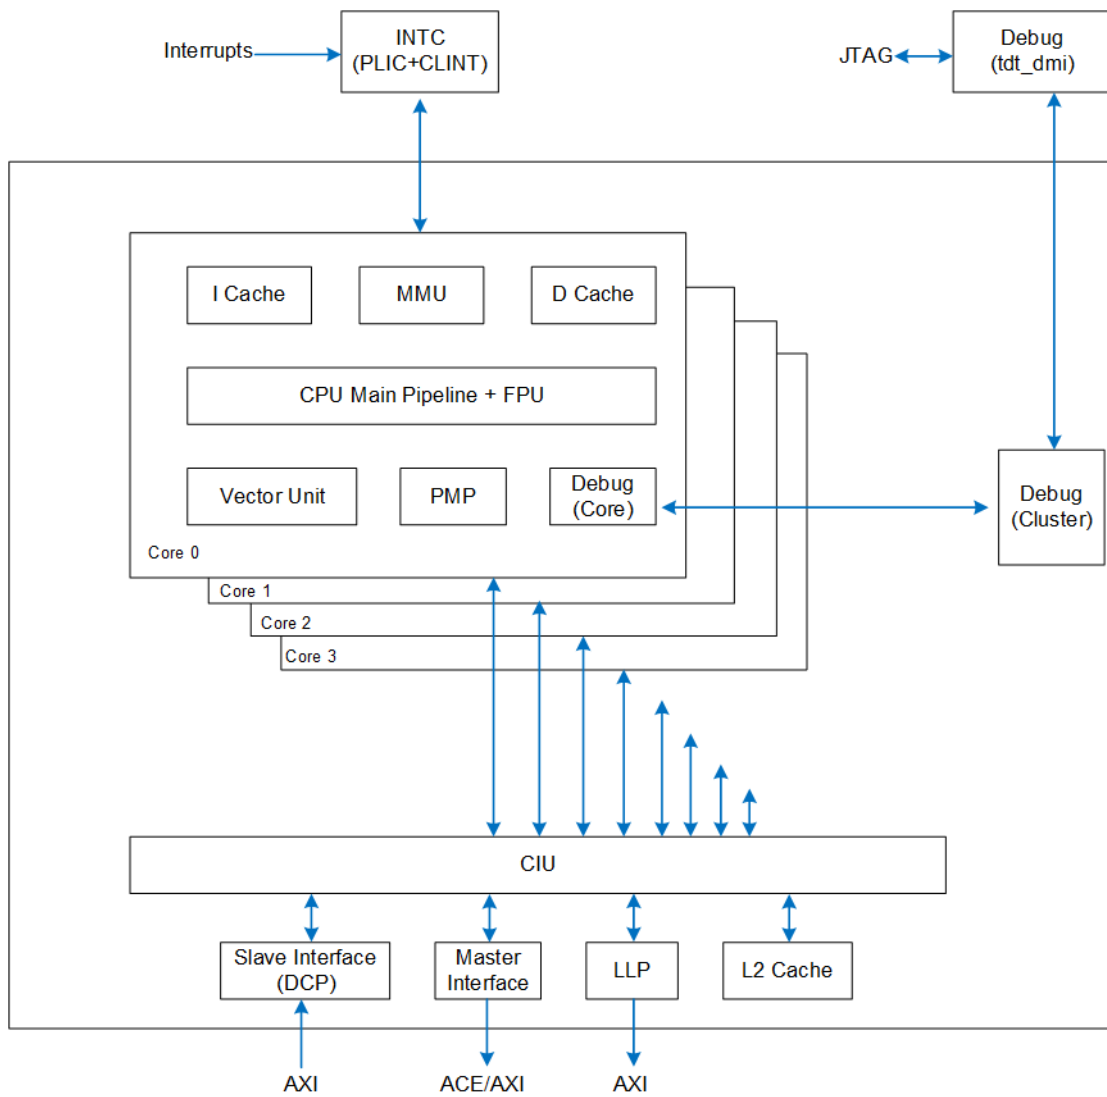 Interrupts
INTC
(PLIC+CLINT)
JTAG
Debug
(tdt_dmi)
I Cache
MMU
D Cache
CPU Main Pipeline + FPU
Vector Unit
PMP
Debug
(Core)
Debug
(Cluster)
Core 0
Core 1
Core 2
Core 3
CIU
Slave Interface
(DCP)
Master
Interface
LLP
L2 Cache
AXI
ACE/AXI
AXI